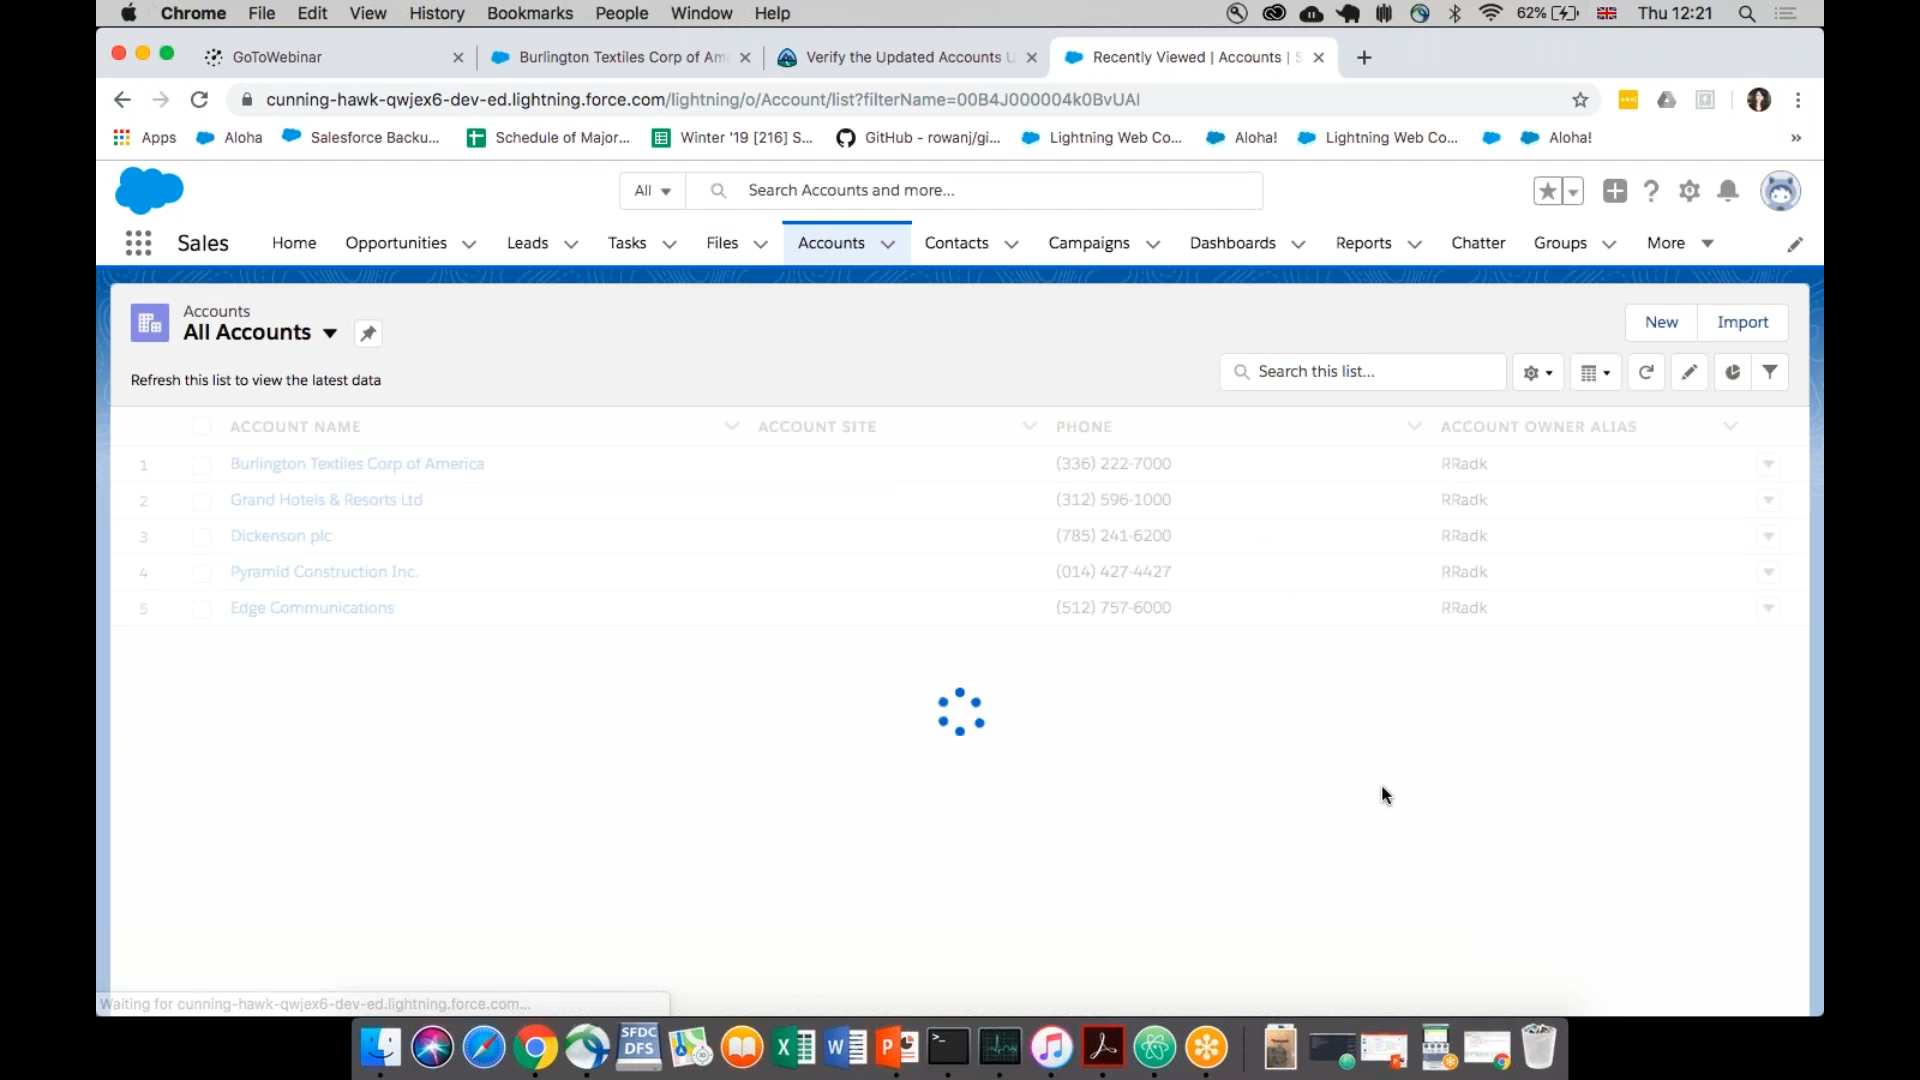 Chrome File Edit View History Bookmarks People Window Help 62% Thu 12:21
GoToWebinar Burlington Textiles Corp of Am Verify the Updated Accounts U Recently Viewed | Accounts | S
cunning-hawk-qwjex6-dev-ed.lightning.force.com/lightning/o/Account/list?filterName=00B4J000004k0BvUAI
Apps Aloha Salesforce Backu... Schedule of Major... Winter '19 [216] S... GitHub - rowanj/gi... Lightning Web Co... Aloha! Lightning Web Co... Aloha! »
All Search Accounts and more...
Sales Home Opportunities Leads Tasks Files Accounts Contacts Campaigns Dashboards Reports Chatter Groups More
Accounts
All Accounts
New Import
Refresh this list to view the latest data
Search this list...
ACCOUNT NAME ACCOUNT SITE PHONE ACCOUNT OWNER ALIAS
1 Burlington Textiles Corp of America (336) 222-7000 RRadk
2 Grand Hotels & Resorts Ltd (312) 596-1000 RRadk
3 Dickenson plc (785) 241-6200 RRadk
4 Pyramid Construction Inc. (014) 427-4427 RRadk
5 Edge Communications (512) 757-6000 RRadk
Waiting for cunning-hawk-qwjex6-dev-ed.lightning.force.com...
SFDC
DFS